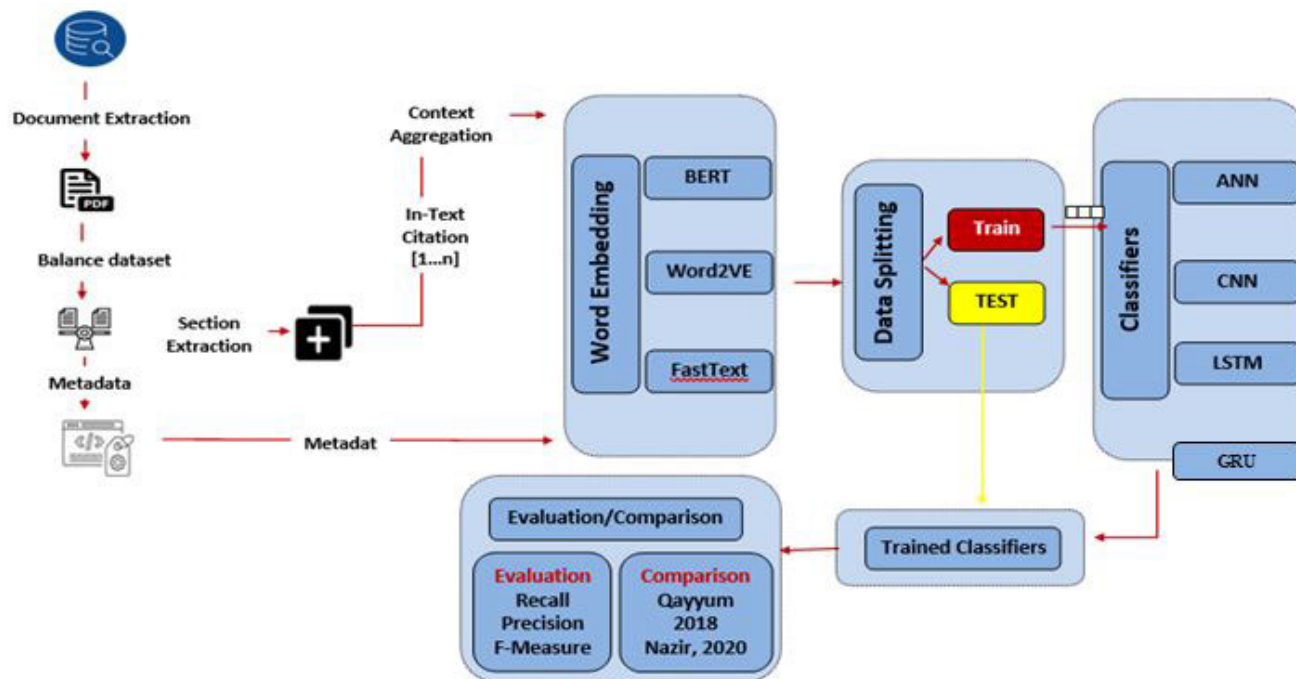 Document Extraction
PDF
Balance dataset
Metadata
Section
Extraction
Context
Aggregation
In-Text
Citation
[1...n]
Metadat
Word Embedding
BERT
Word2VE
FastText
Data Splitting
Train
TEST
Classifiers
ANN
CNN
LSTM
GRU
Trained Classifiers
Evaluation/Comparison
Evaluation
Recall
Precision
F-Measure
Comparison
Qayyum
2018
Nazir, 2020